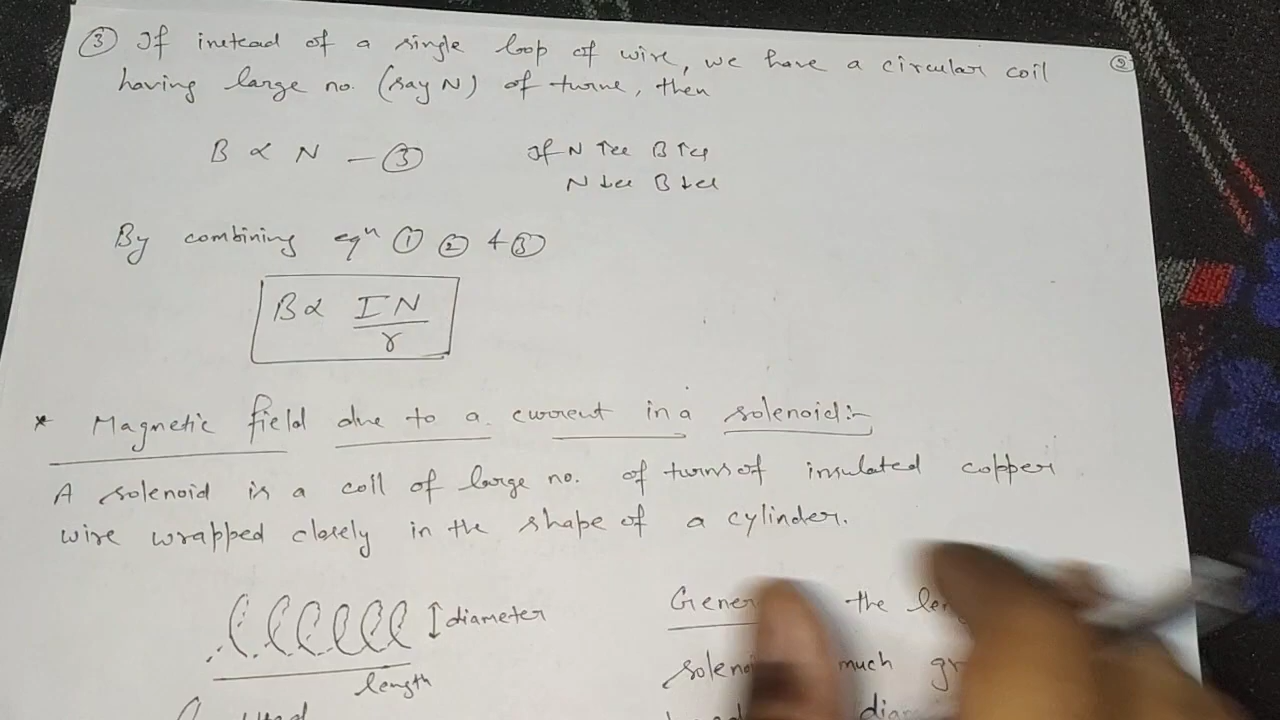 ③ If instead of a single loop of wire, we have a circular coil
②
having large no. (say N) of turns, then
B ∝ N - ③
If N ↑es B ↑es
N ↓es B ↓es
By combining eqⁿ ① ② & ③
B ∝ IN/r
* Magnetic field due to a current in a solenoid:-
A solenoid is a coil of large no. of turns of insulated copper
wire wrapped closely in the shape of a cylinder.
diameter
length
the
solenoid much